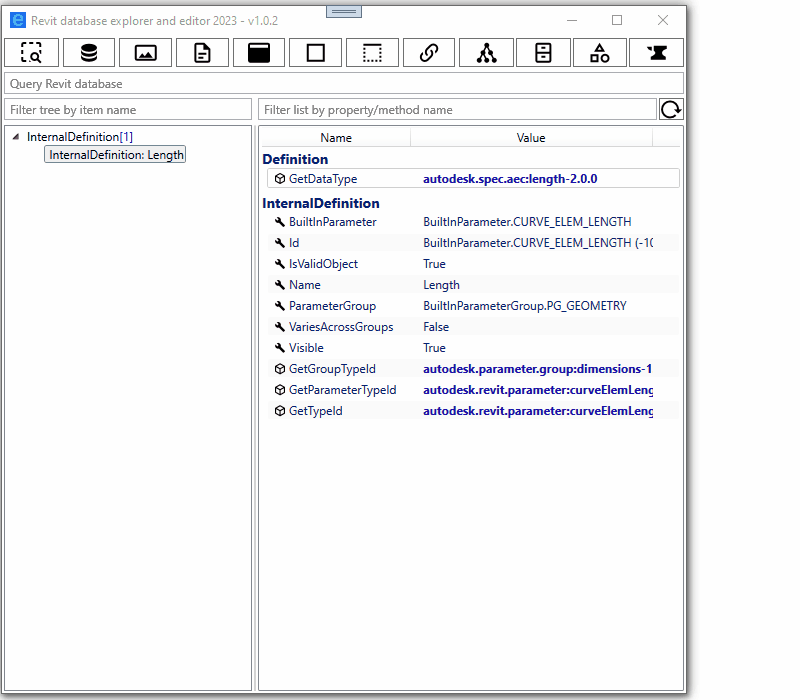 Revit database explorer and editor 2023 - v1.0.2
Query Revit database
Filter tree by item name
Filter list by property/method name
InternalDefinition[1]
InternalDefinition: Length
Name Value
Definition
GetDataType autodesk.spec.aec:length-2.0.0
InternalDefinition
BuiltInParameter BuiltInParameter.CURVE_ELEM_LENGTH
Id BuiltInParameter.CURVE_ELEM_LENGTH (-10
IsValidObject True
Name Length
ParameterGroup BuiltInParameterGroup.PG_GEOMETRY
VariesAcrossGroups False
Visible True
GetGroupTypeId autodesk.parameter.group:dimensions-1
GetParameterTypeId autodesk.revit.parameter:curveElemLeng
GetTypeId autodesk.revit.parameter:curveElemLeng